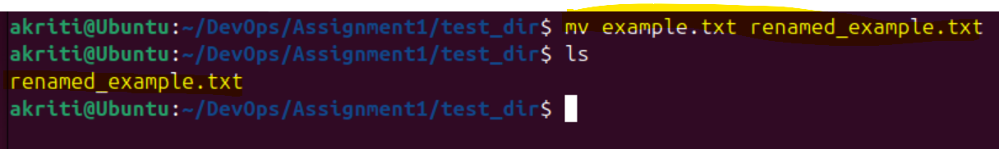 akriti@Ubuntu:~/DevOps/Assignment1/test_dir$ mv example.txt renamed_example.txt
akriti@Ubuntu:~/DevOps/Assignment1/test_dir$ ls
renamed_example.txt
akriti@Ubuntu:~/DevOps/Assignment1/test_dir$